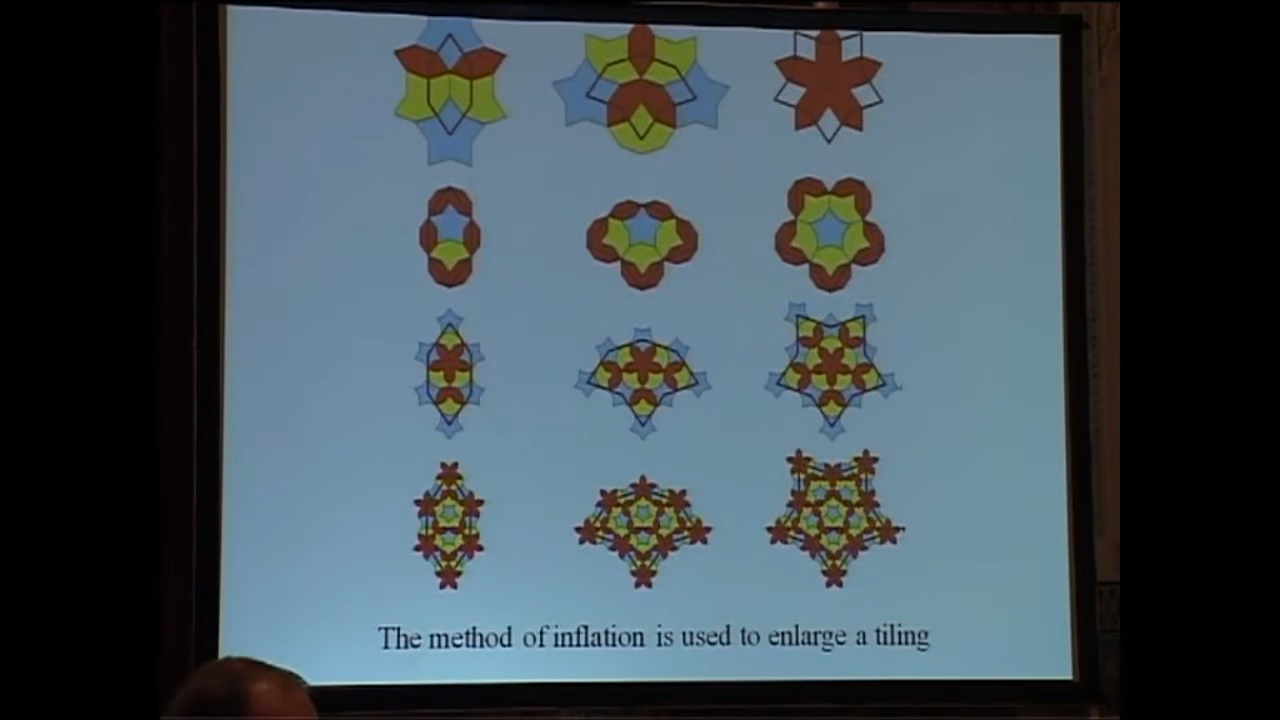 The method of inflation is used to enlarge a tiling